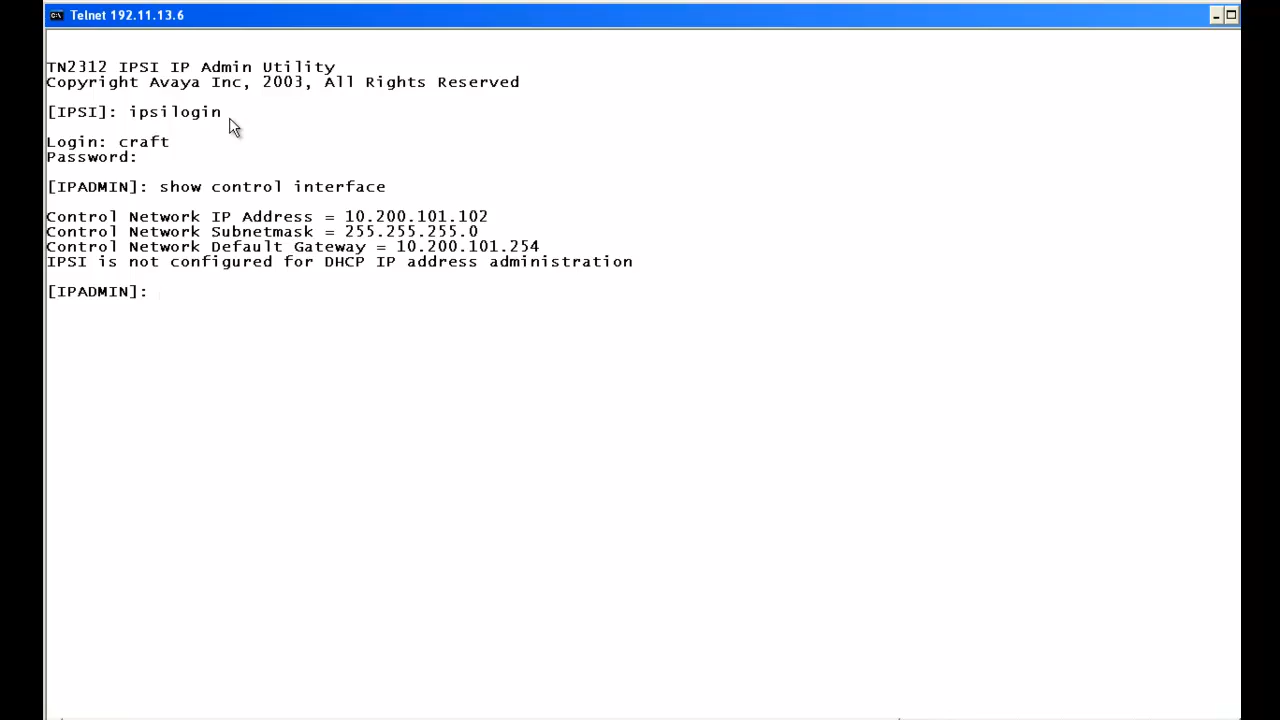 Telnet 192.11.13.6
TN2312 IPSI IP Admin Utility
Copyright Avaya Inc, 2003, All Rights Reserved
[IPSI]: ipsilogin
Login: craft
Password:
[IPADMIN]: show control interface
Control Network IP Address = 10.200.101.102
Control Network Subnetmask = 255.255.255.0
Control Network Default Gateway = 10.200.101.254
IPSI is not configured for DHCP IP address administration
[IPADMIN]: